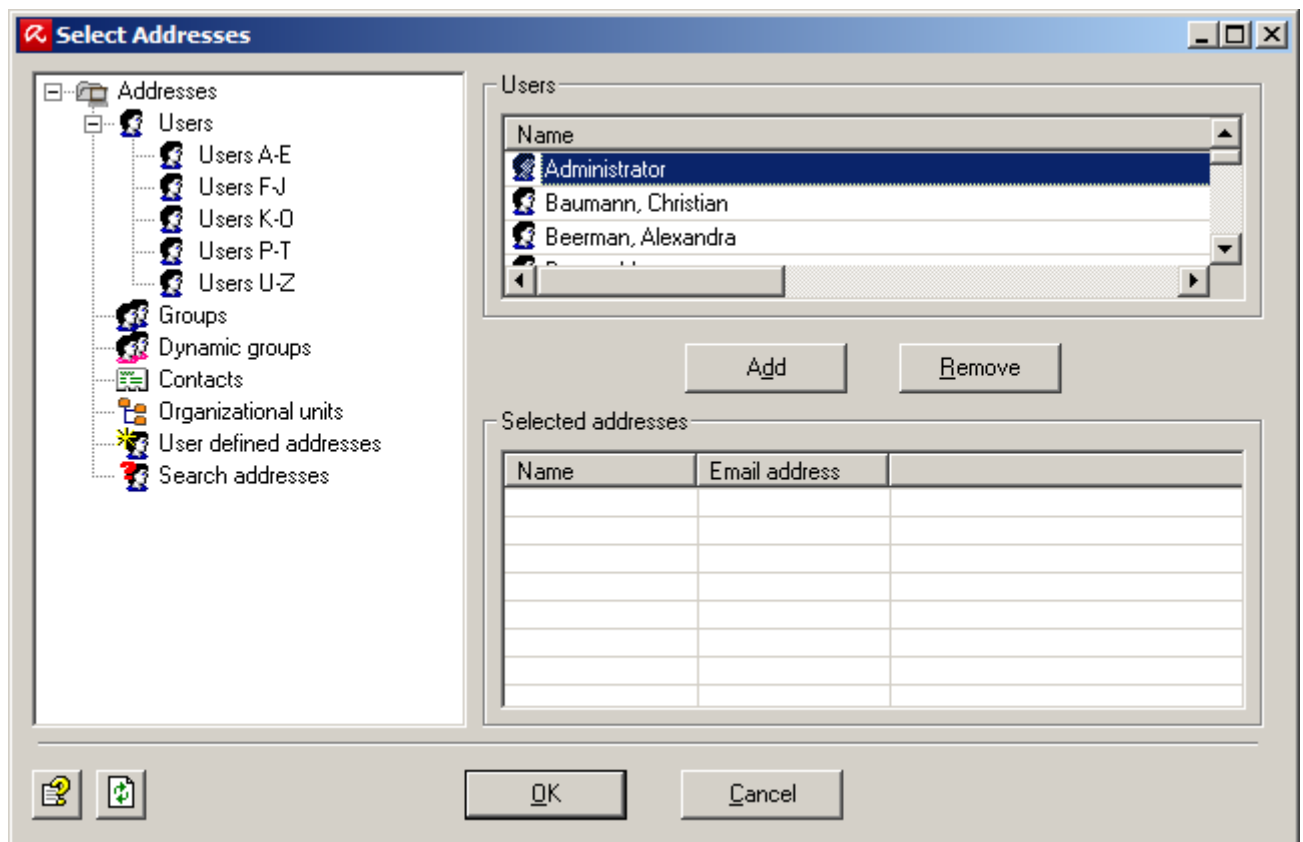 Select Addresses
Addresses
Users
Users A-E
Users F-J
Users K-O
Users P-T
Users U-Z
Groups
Dynamic groups
Contacts
Organizational units
User defined addresses
Search addresses
Users
Name
Administrator
Baumann, Christian
Beerman, Alexandra
Add
Remove
Selected addresses
Name Email address
OK
Cancel